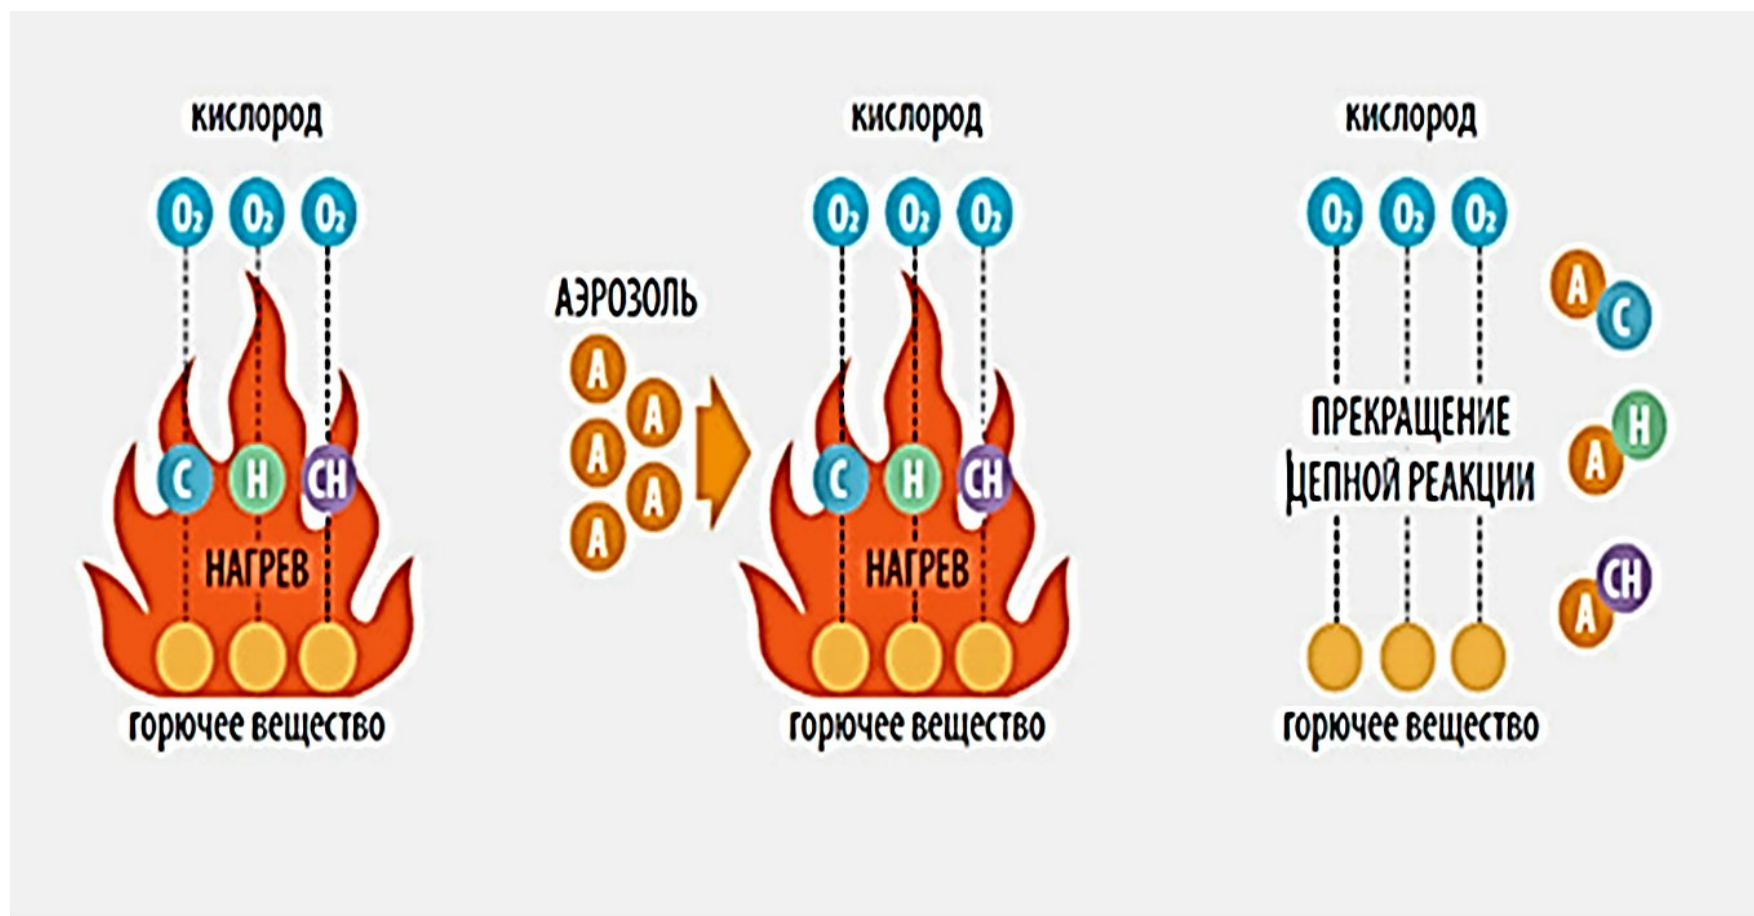 кислород
O₂ O₂ O₂
C H CH
НАГРЕВ
горючее вещество
АЭРОЗОЛЬ
A
A
A
A
A
кислород
O₂ O₂ O₂
C H CH
НАГРЕВ
горючее вещество
кислород
O₂ O₂ O₂
ПРЕКРАЩЕНИЕ
ЦЕПНОЙ РЕАКЦИИ
горючее вещество
A C
A H
A CH